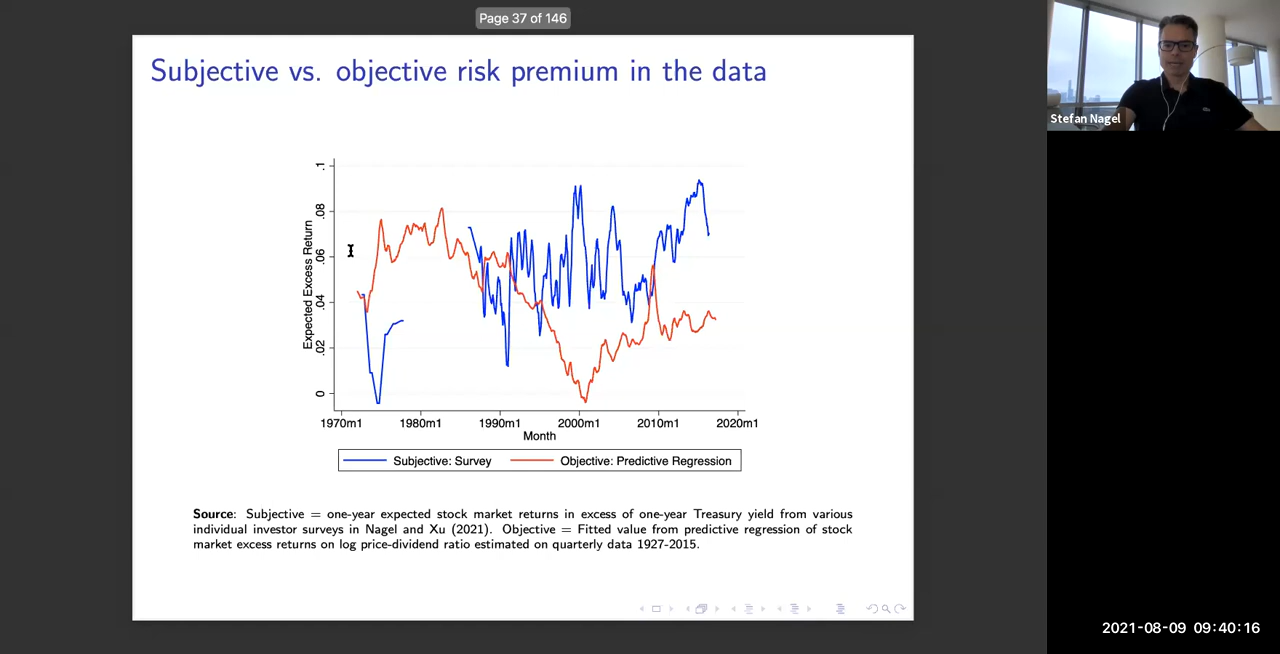 Page 37 of 146
Subjective vs. objective risk premium in the data
Stefan Nagel
.1
.08
.06
.04
.02
0
Expected Excess Return
1970m1 1980m1 1990m1 2000m1 2010m1 2020m1
Month
Subjective: Survey Objective: Predictive Regression
Source: Subjective = one-year expected stock market returns in excess of one-year Treasury yield from various
individual investor surveys in Nagel and Xu (2021). Objective = Fitted value from predictive regression of stock
market excess returns on log price-dividend ratio estimated on quarterly data 1927-2015.
2021-08-09 09:40:16